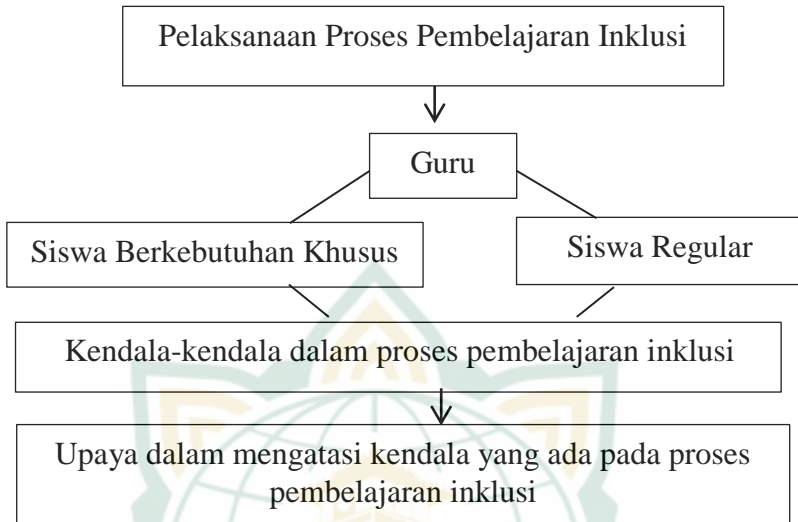 Pelaksanaan Proses Pembelajaran Inklusi
Guru
Siswa Berkebutuhan Khusus
Siswa Regular
Kendala-kendala dalam proses pembelajaran inklusi
Upaya dalam mengatasi kendala yang ada pada proses
pembelajaran inklusi